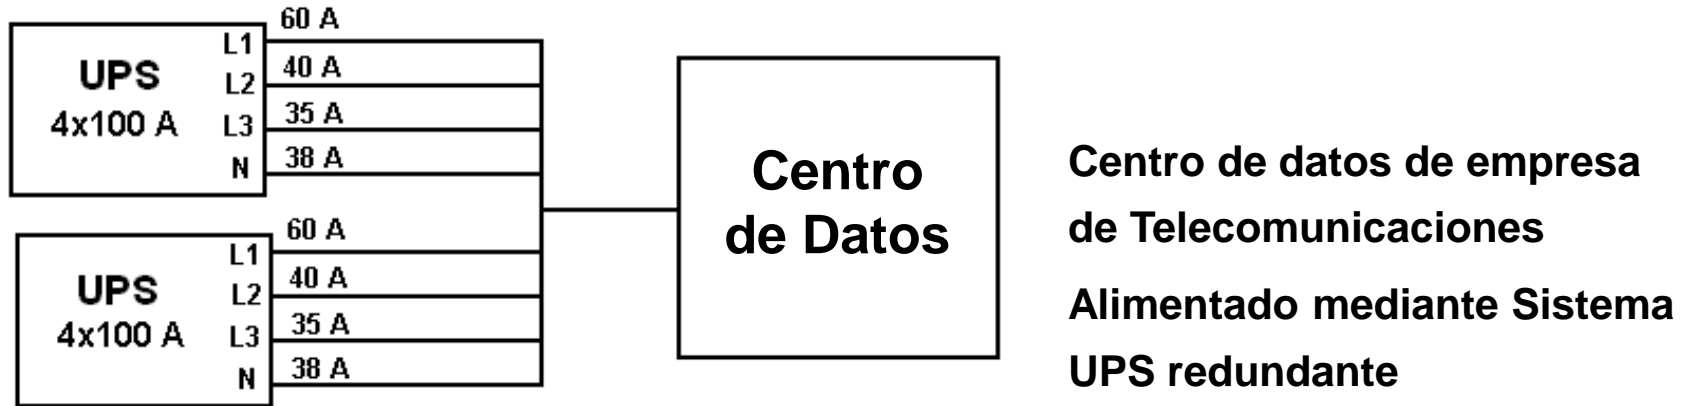 60 A
L1
UPS
40 A
L2
4x100 A
35 A
L3
38 A
N
60 A
L1
UPS
40 A
L2
4x100 A
35 A
L3
38 A
N
Centro
de Datos
Centro de datos de empresa
de Telecomunicaciones
Alimentado mediante Sistema
UPS redundante